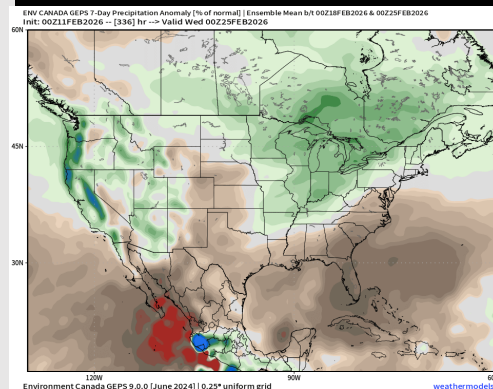 ENV CANADA GEPS 7-Day Precipitation Anomaly [% of normal] | Ensemble Mean b/t 00Z18FEB2026 & 00Z25FEB2026
Init: 00Z11FEB2026 -- [336] hr --> Valid Wed 00Z25FEB2026
60N
45N
30N
120W
90W
60
Environment Canada GEPS 9.0.0 [June 2024] | 0.25° uniform grid
weathermodels